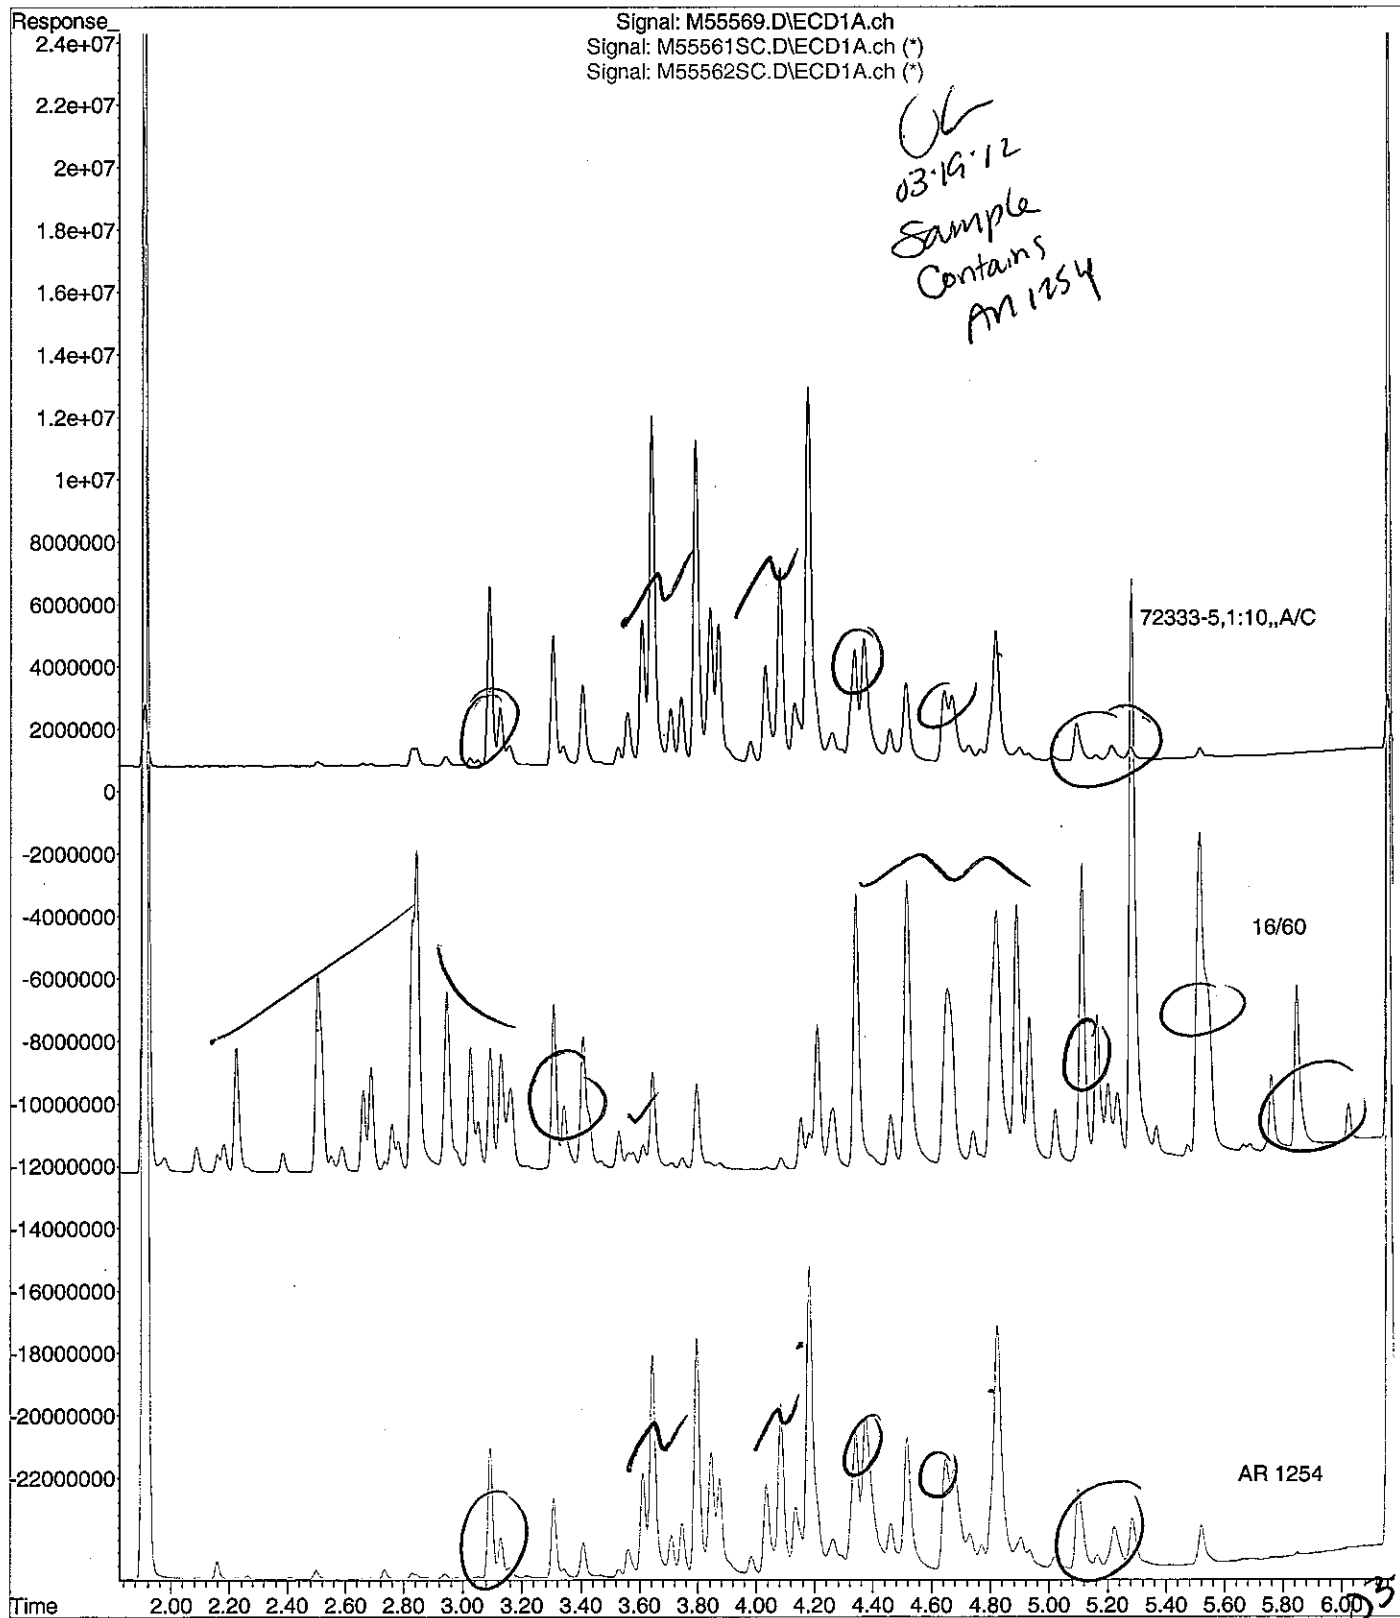 Response_
Signal: M55569.D\ECD1A.ch
Signal: M55561SC.D\ECD1A.ch (*)
Signal: M55562SC.D\ECD1A.ch (*)
2.4e+07
2.2e+07
2e+07
1.8e+07
1.6e+07
1.4e+07
1.2e+07
1e+07
8000000
6000000
4000000
2000000
0
-2000000
-4000000
-6000000
-8000000
-10000000
-12000000
-14000000
-16000000
-18000000
-20000000
-22000000
03.19.12
Sample
Contains
AR 1254
72333-5,1:10,,A/C
16/60
AR 1254
Time 2.00 2.20 2.40 2.60 2.80 3.00 3.20 3.40 3.60 3.80 4.00 4.20 4.40 4.60 4.80 5.00 5.20 5.40 5.60 5.80 6.00